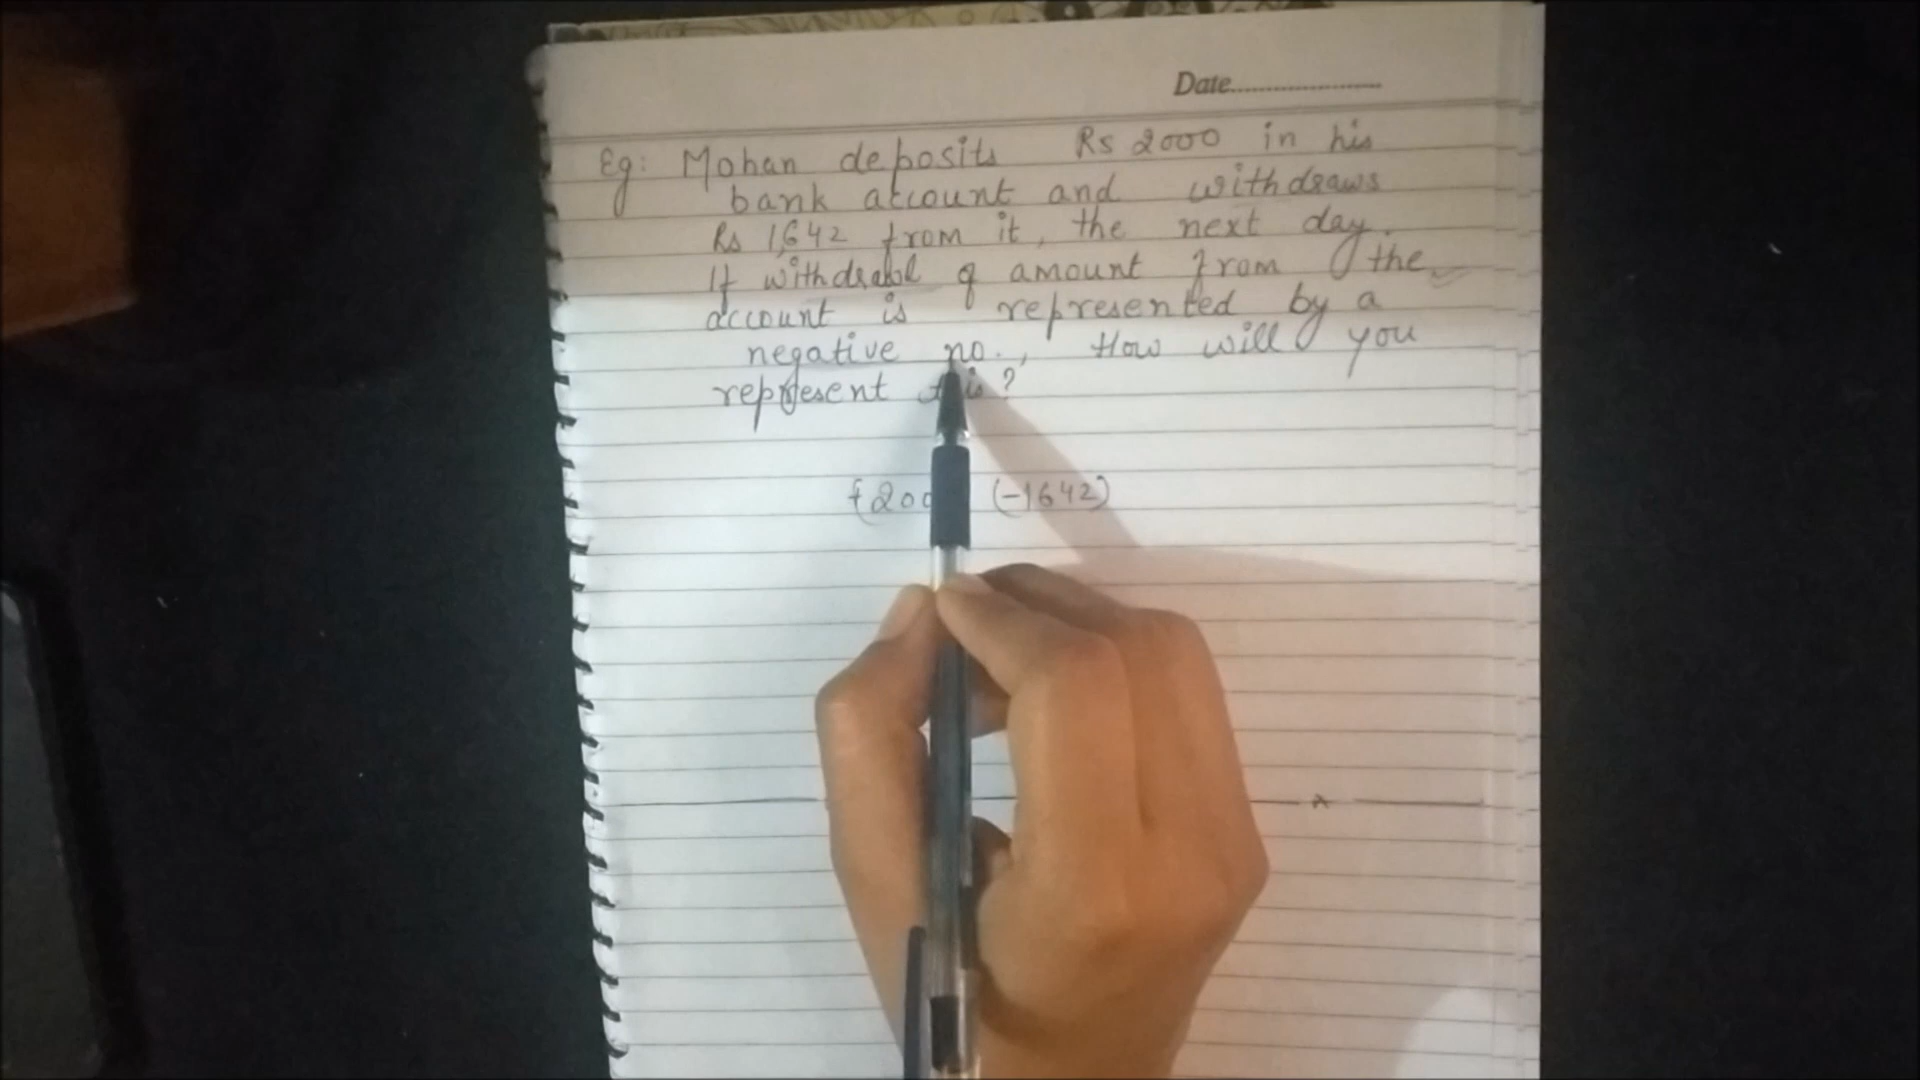 Date....................
Eg: Mohan deposits Rs 2000 in his
bank account and withdraws
Rs 1,642 from it, the next day.
If withdrawl of amount from the
account is represented by a
negative no., How will you
represent ?
(-1642)